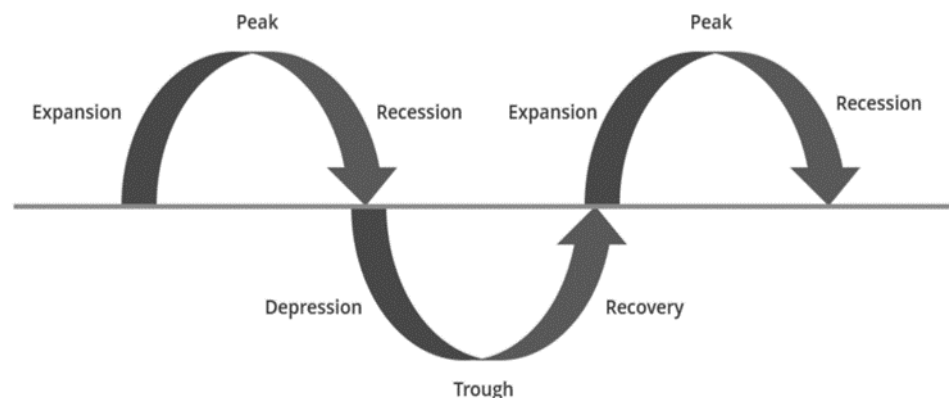 Peak
Peak
Expansion
Recession
Expansion
Recession
Depression
Recovery
Trough